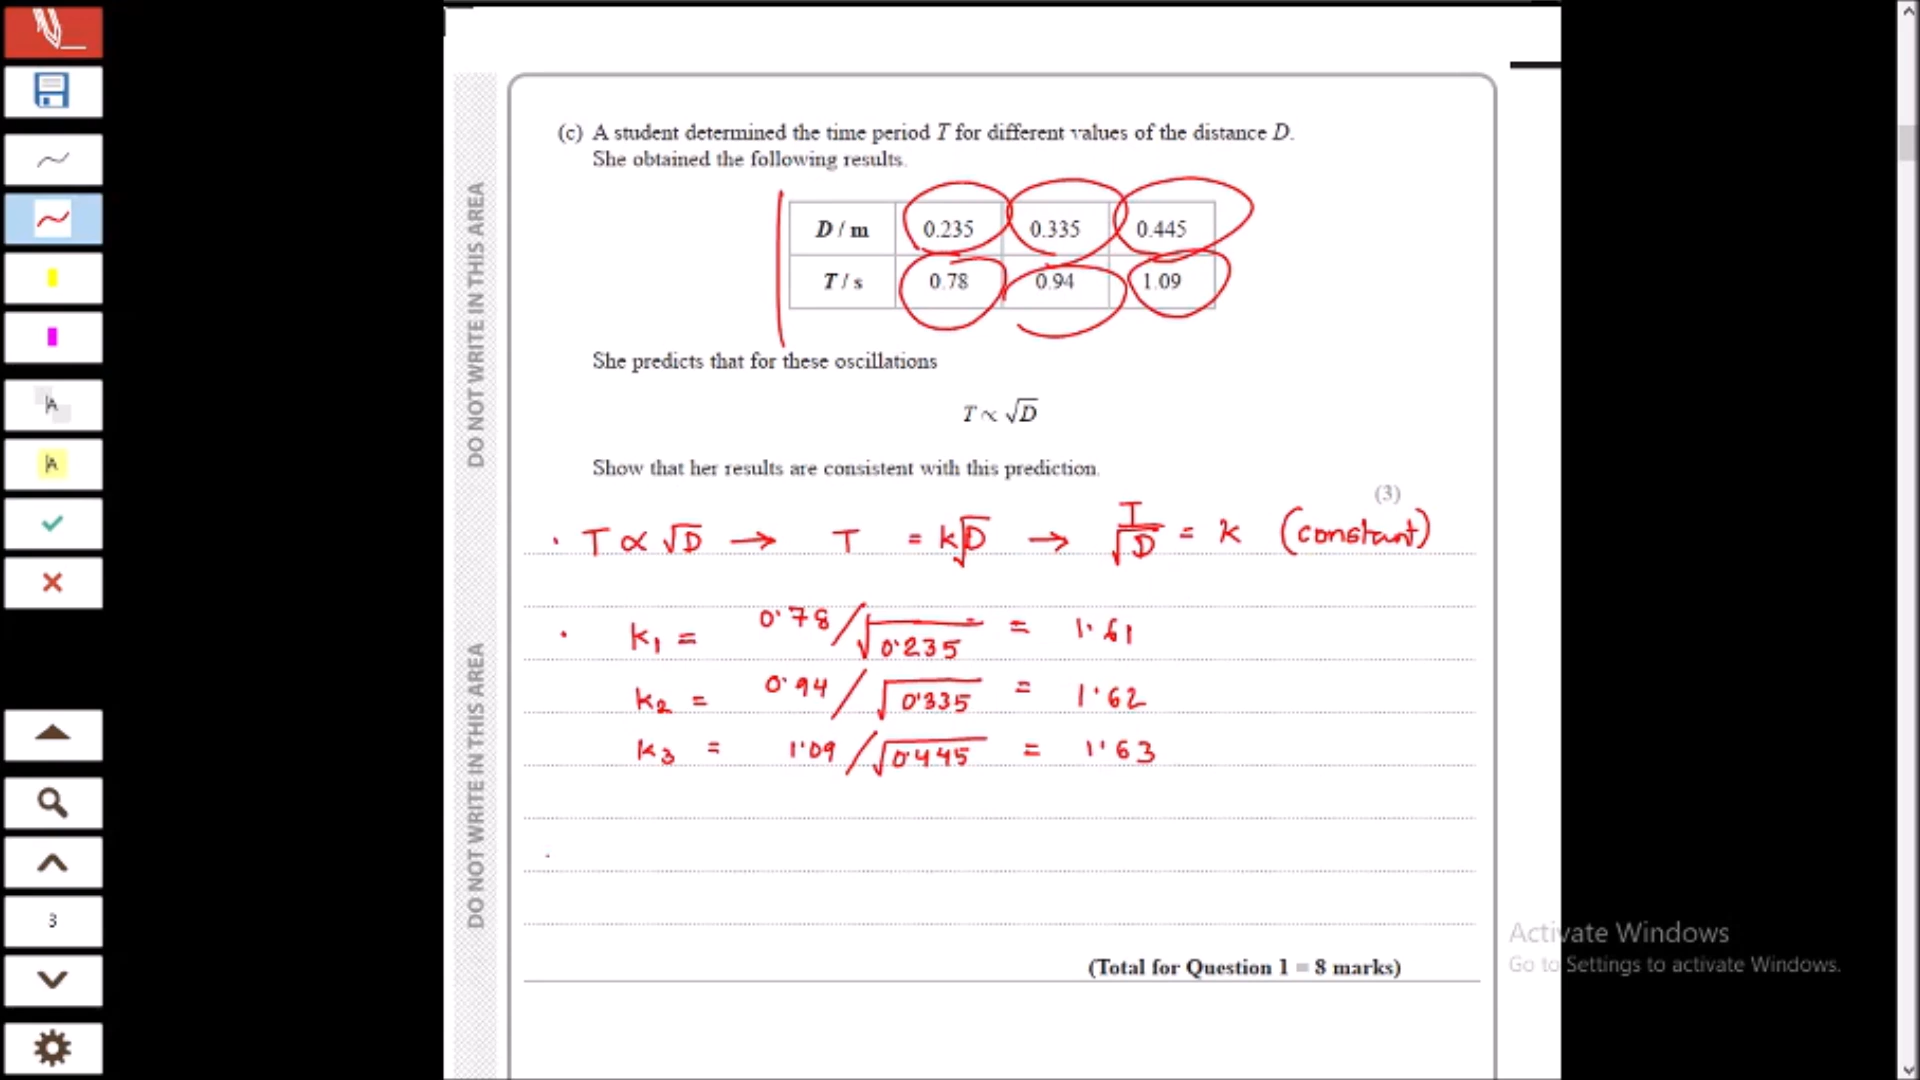 (c) A student determined the time period T for different values of the distance D.
She obtained the following results.
D / m 0.235 0.335 0.445
T / s 0.78 0.94 1.09
She predicts that for these oscillations
T ∝ √D
Show that her results are consistent with this prediction.
(3)
· T ∝ √D → T = k√D → T/√D = k (constant)
· k₁ = 0.78/√0.235 = 1.61
k₂ = 0.94/√0.335 = 1.62
k₃ = 1.09/√0.445 = 1.63
(Total for Question 1 = 8 marks)
DO NOT WRITE IN THIS AREA
DO NOT WRITE IN THIS AREA
3
Activate Windows
Go to Settings to activate Windows.